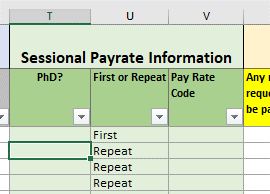 T U V
Sessional Payrate Information
PhD? First or Repeat Pay Rate Any
Code requ
be pa
First
Repeat
Repeat
Repeat